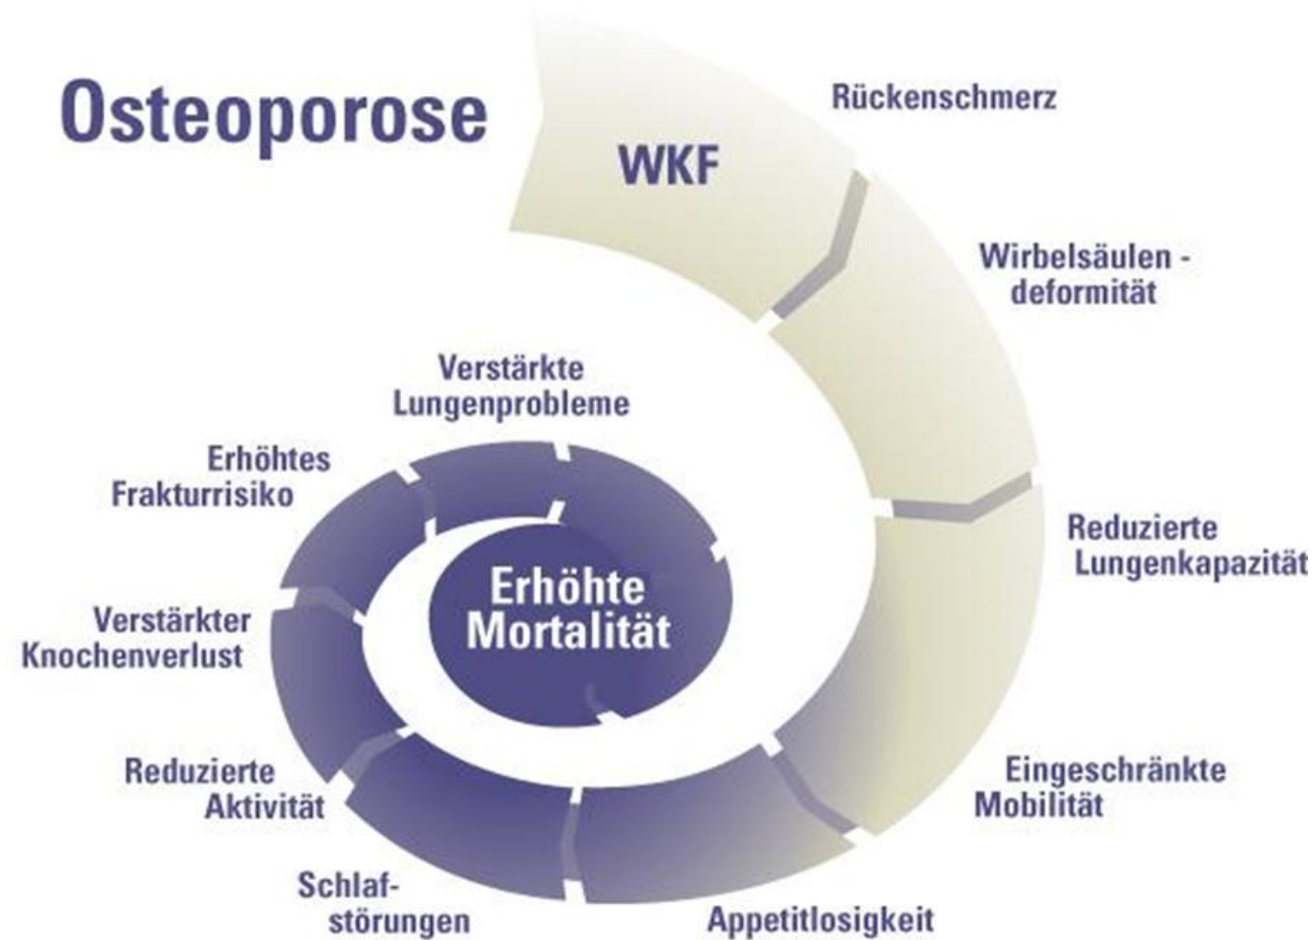 Osteoporose
WKF
Rückenschmerz
Wirbelsäulen -
deformität
Reduzierte
Lungenkapazität
Eingeschränkte
Mobilität
Appetitlosigkeit
Schlaf-
störungen
Reduzierte
Aktivität
Verstärkter
Knochenverlust
Erhöhtes
Frakturrisiko
Verstärkte
Lungenprobleme
Erhöhte
Mortalität